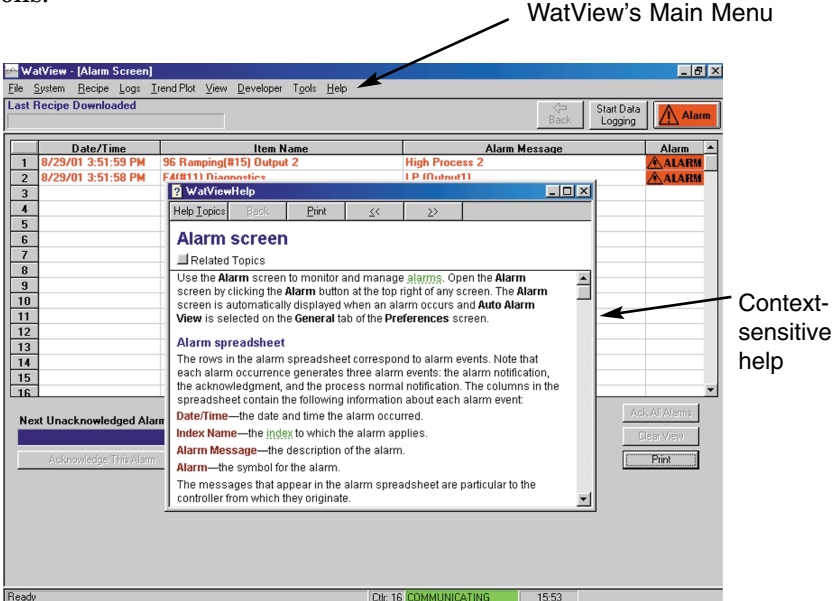 ons.
WatView's Main Menu
WatView - [Alarm Screen]
File System Recipe Logs Trend Plot View Developer Tools Help
Last Recipe Downloaded
Back
Start Data Logging
Alarm
Date/Time Item Name Alarm Message Alarm
1 8/29/01 3:51:59 PM 96 Ramping(#15) Output 2 High Process 2 ALARM
2 8/29/01 3:51:58 PM F4(#11) Diagnostics LP (Output1) ALARM
3
4
5
6
7
8
9
10
11
12
13
14
15
16
WatViewHelp
Help Topics Back Print << >>
Alarm screen
Related Topics
Use the Alarm screen to monitor and manage alarms. Open the Alarm
screen by clicking the Alarm button at the top right of any screen. The Alarm
screen is automatically displayed when an alarm occurs and Auto Alarm
View is selected on the General tab of the Preferences screen.
Alarm spreadsheet
The rows in the alarm spreadsheet correspond to alarm events. Note that
each alarm occurrence generates three alarm events: the alarm notification,
the acknowledgment, and the process normal notification. The columns in the
spreadsheet contain the following information about each alarm event:
Date/Time—the date and time the alarm occurred.
Index Name—the index to which the alarm applies.
Alarm Message—the description of the alarm.
Alarm—the symbol for the alarm.
The messages that appear in the alarm spreadsheet are particular to the
controller from which they originate.
Context-
sensitive
help
Next Unacknowledged Alarm
Acknowledge This Alarm
Ack All Alarms
Clear View
Print
Ready Ctlr: 16 COMMUNICATING 15:53